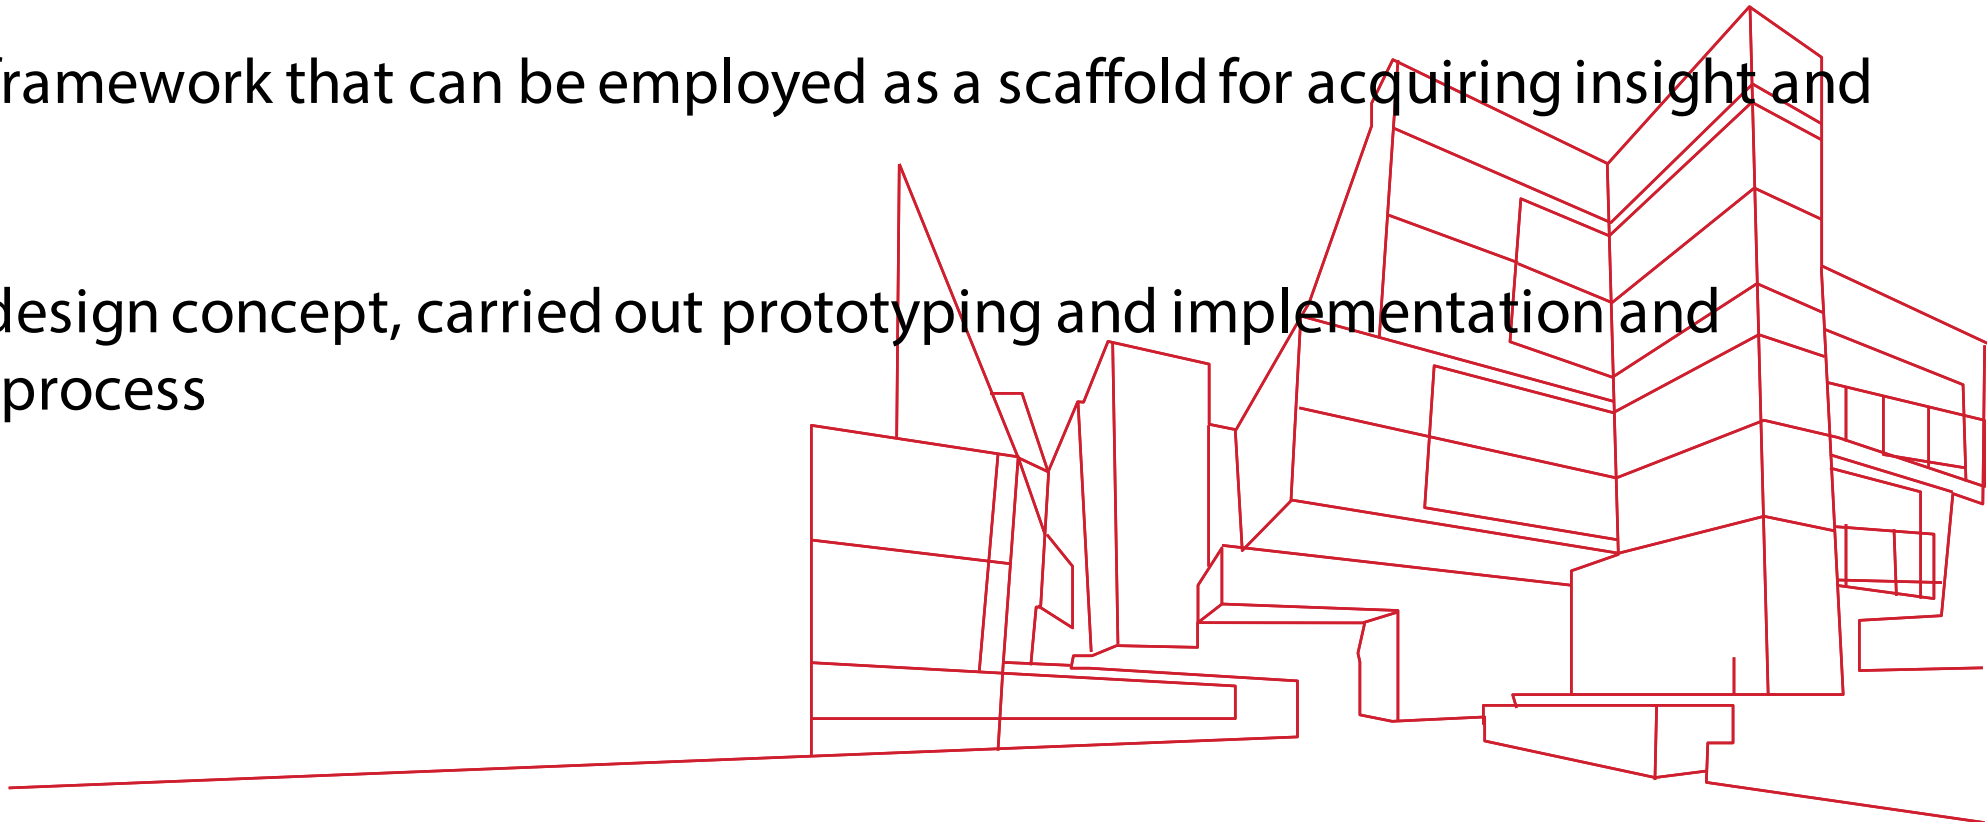 framework that can be employed as a scaffold for acquiring insight and
design concept, carried out prototyping and implementation and
process